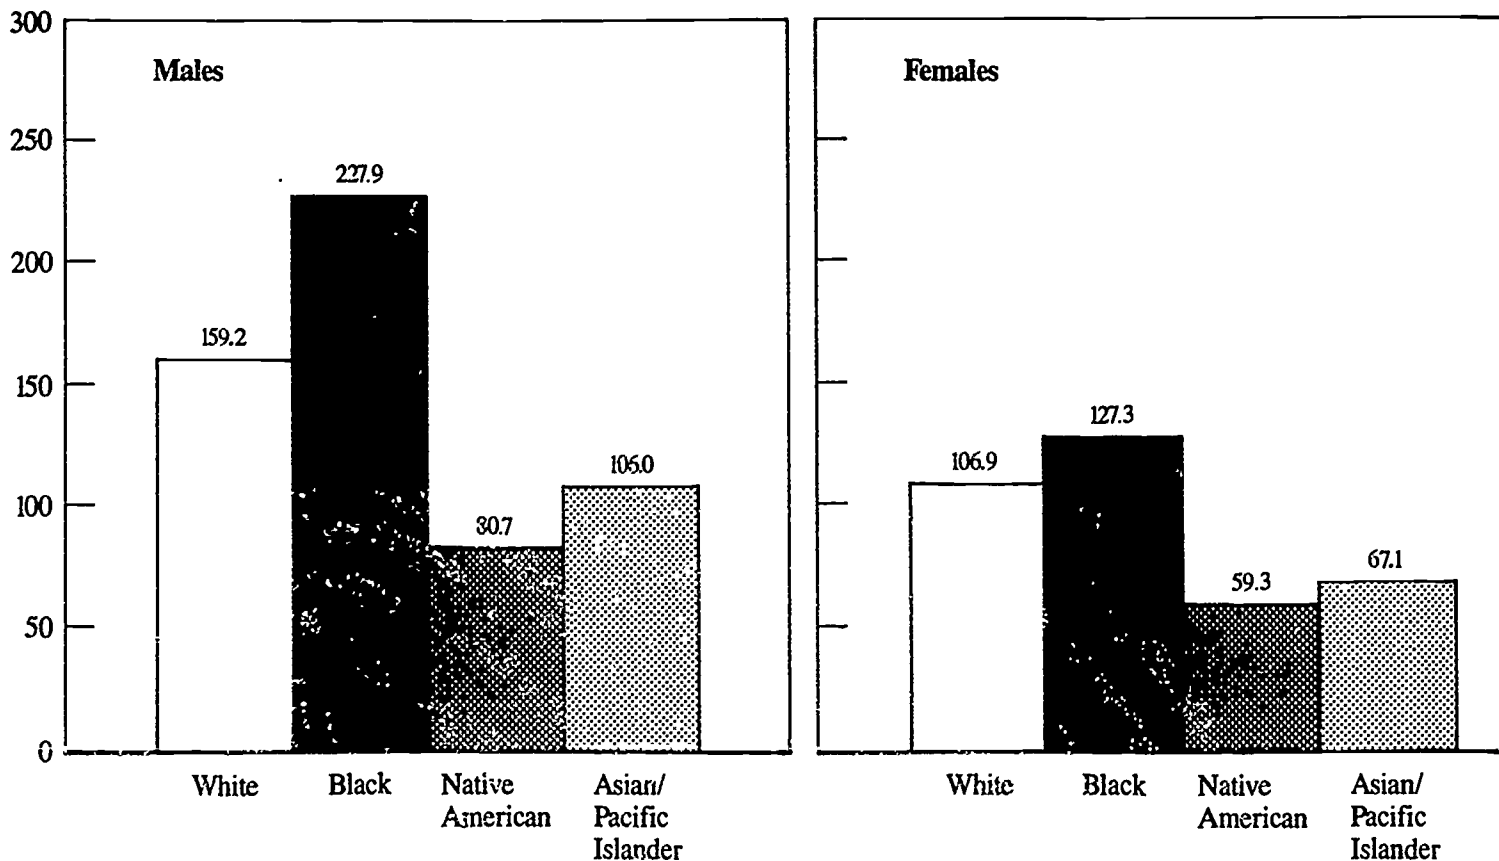 300
250
200
150
100
50
0
Males
159.2
227.9
80.7
106.0
White
Black
Native
American
Asian/
Pacific
Islander
Females
106.9
127.3
59.3
67.1
White
Black
Native
American
Asian/
Pacific
Islander